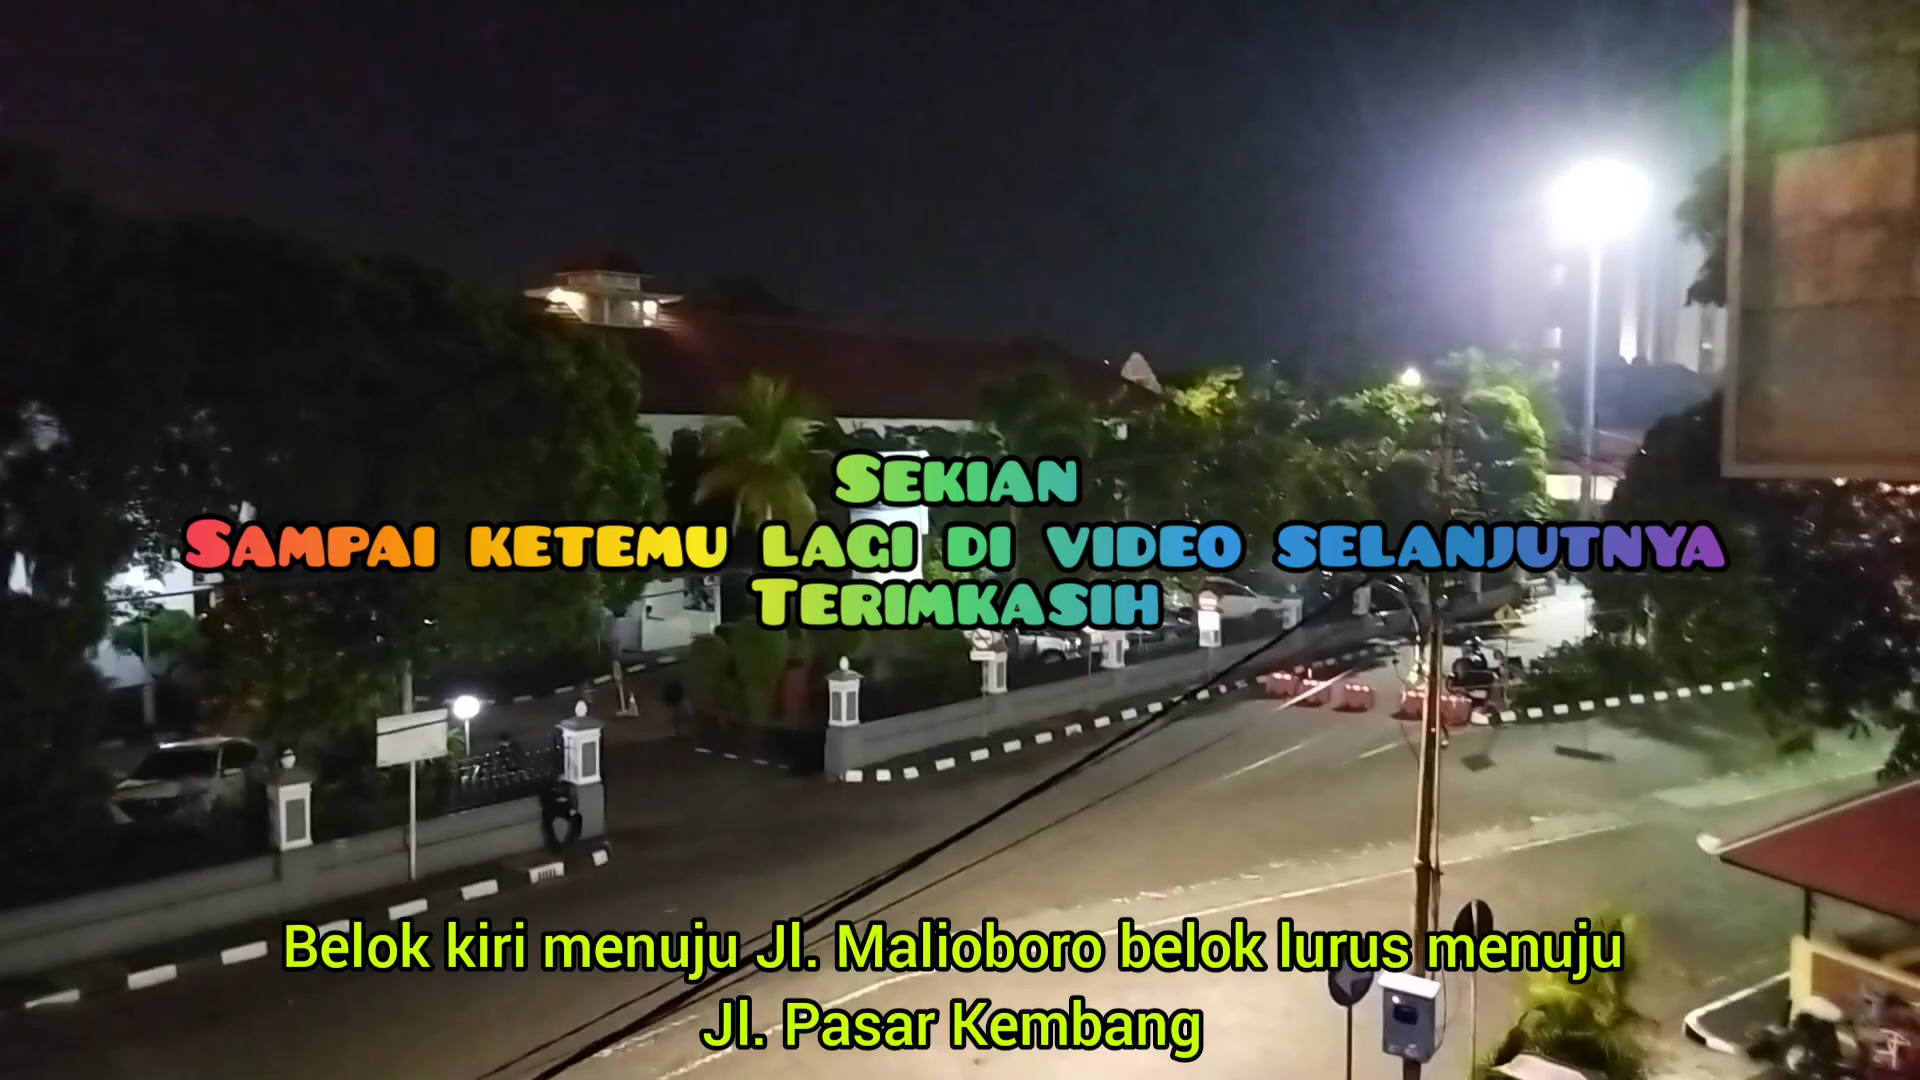 Sekian
Sampai ketemu lagi di video selanjutnya
Terimkasih
Belok kiri menuju Jl. Malioboro belok lurus menuju
Jl. Pasar Kembang